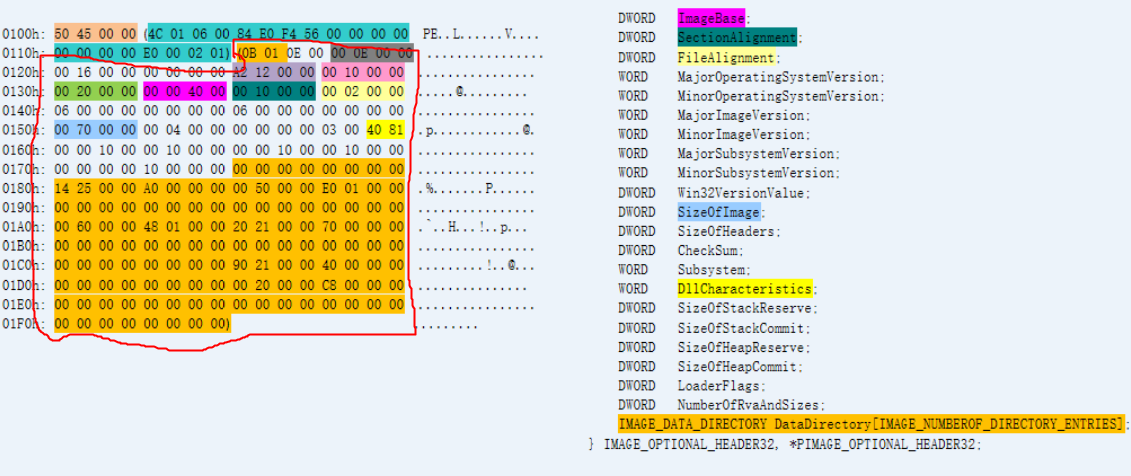 0100h: 50 45 00 00 (4C 01 06 00 84 E0 F4 56 00 00 00 00 PE..L......V....
0110h: 00 00 00 00 E0 00 02 01) (0B 01 0E 00 00 0E 00 00 ................
0120h: 00 16 00 00 00 00 00 00 A2 12 00 00 00 10 00 00 ................
0130h: 00 20 00 00 00 00 40 00 00 10 00 00 00 02 00 00 . ....@.........
0140h: 06 00 00 00 00 00 00 00 06 00 00 00 00 00 00 00 ................
0150h: 00 70 00 00 00 04 00 00 00 00 00 00 03 00 40 81 .p............@.
0160h: 00 00 10 00 00 10 00 00 00 00 10 00 00 10 00 00 ................
0170h: 00 00 00 00 10 00 00 00 00 00 00 00 00 00 00 00 ................
0180h: 14 25 00 00 A0 00 00 00 00 50 00 00 E0 01 00 00 .%.......P......
0190h: 00 00 00 00 00 00 00 00 00 00 00 00 00 00 00 00 ................
01A0h: 00 60 00 00 48 01 00 00 20 21 00 00 70 00 00 00 .`..H... !..p...
01B0h: 00 00 00 00 00 00 00 00 00 00 00 00 00 00 00 00 ................
01C0h: 00 00 00 00 00 00 00 00 90 21 00 00 40 00 00 00 .........!..@...
01D0h: 00 00 00 00 00 00 00 00 00 20 00 00 C8 00 00 00 ......... ......
01E0h: 00 00 00 00 00 00 00 00 00 00 00 00 00 00 00 00 ................
01F0h: 00 00 00 00 00 00 00 00) ........
DWORD ImageBase;
DWORD SectionAlignment;
DWORD FileAlignment;
WORD MajorOperatingSystemVersion;
WORD MinorOperatingSystemVersion;
WORD MajorImageVersion;
WORD MinorImageVersion;
WORD MajorSubsystemVersion;
WORD MinorSubsystemVersion;
DWORD Win32VersionValue;
DWORD SizeOfImage;
DWORD SizeOfHeaders;
DWORD CheckSum;
WORD Subsystem;
WORD DllCharacteristics;
DWORD SizeOfStackReserve;
DWORD SizeOfStackCommit;
DWORD SizeOfHeapReserve;
DWORD SizeOfHeapCommit;
DWORD LoaderFlags;
DWORD NumberOfRvaAndSizes;
IMAGE_DATA_DIRECTORY DataDirectory[IMAGE_NUMBEROF_DIRECTORY_ENTRIES];
} IMAGE_OPTIONAL_HEADER32, *PIMAGE_OPTIONAL_HEADER32;